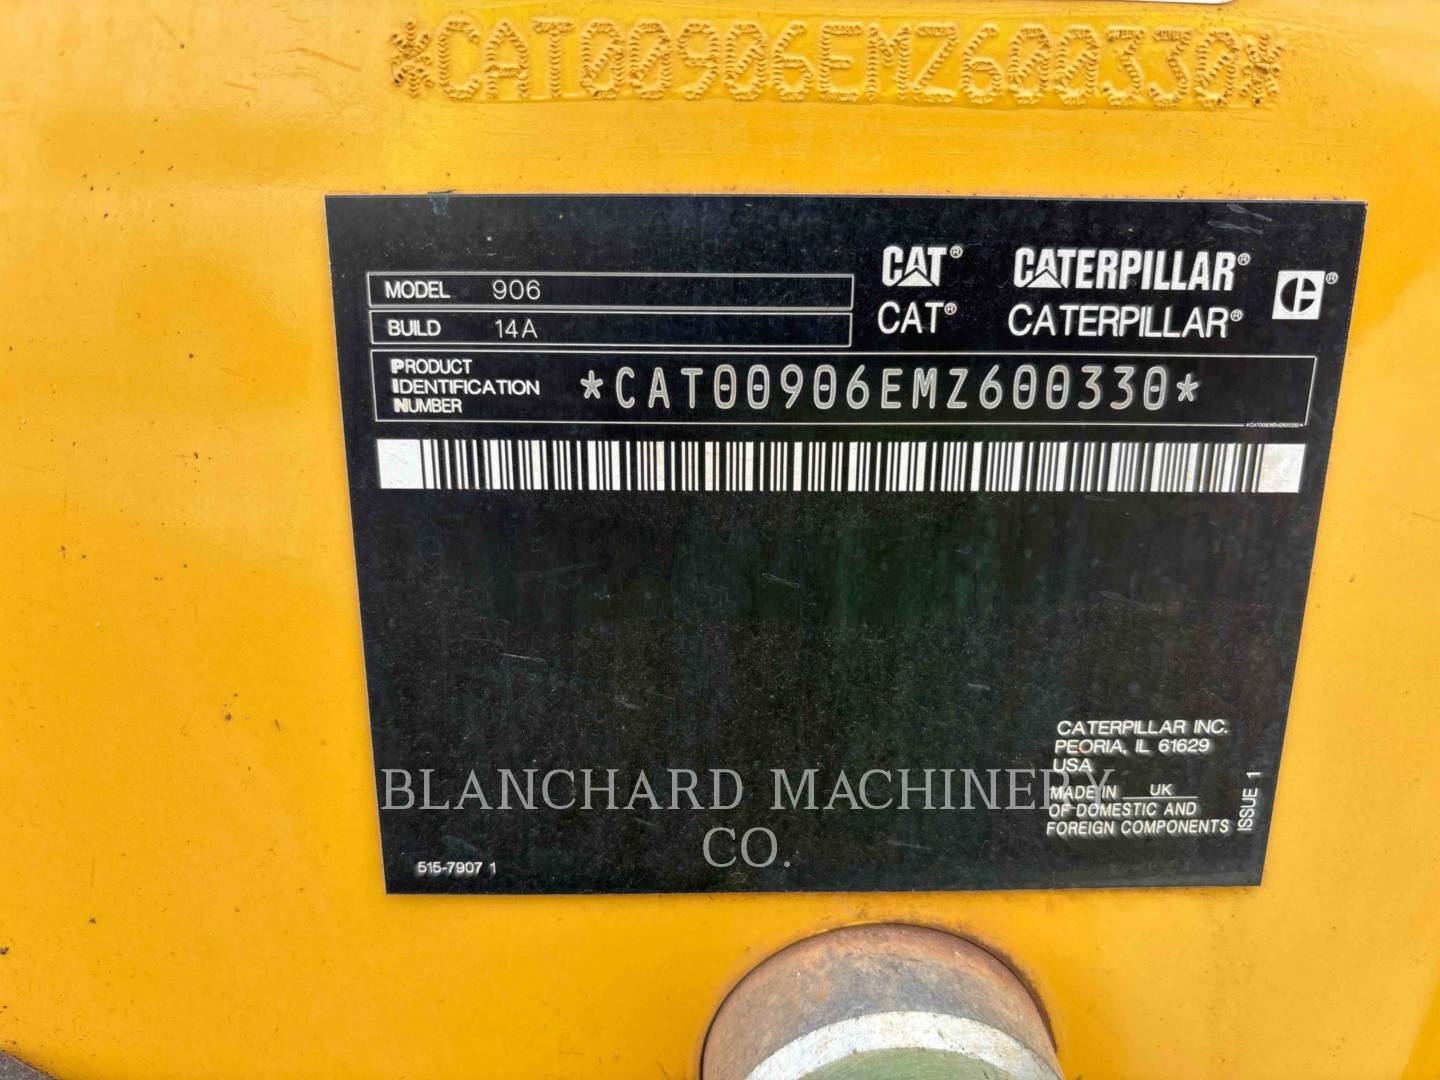 *CAT00906EMZ600330*
CAT® CATERPILLAR®
CAT® CATERPILLAR®
MODEL 906
BUILD 14A
PRODUCT
IDENTIFICATION
NUMBER
*CAT00906EMZ600330*
*CAT00906EMZ600330*
CATERPILLAR INC.
PEORIA, IL 61629
USA
MADE IN UK
OF DOMESTIC AND
FOREIGN COMPONENTS
ISSUE 1
BLANCHARD MACHINERY
CO.
515-7907 1